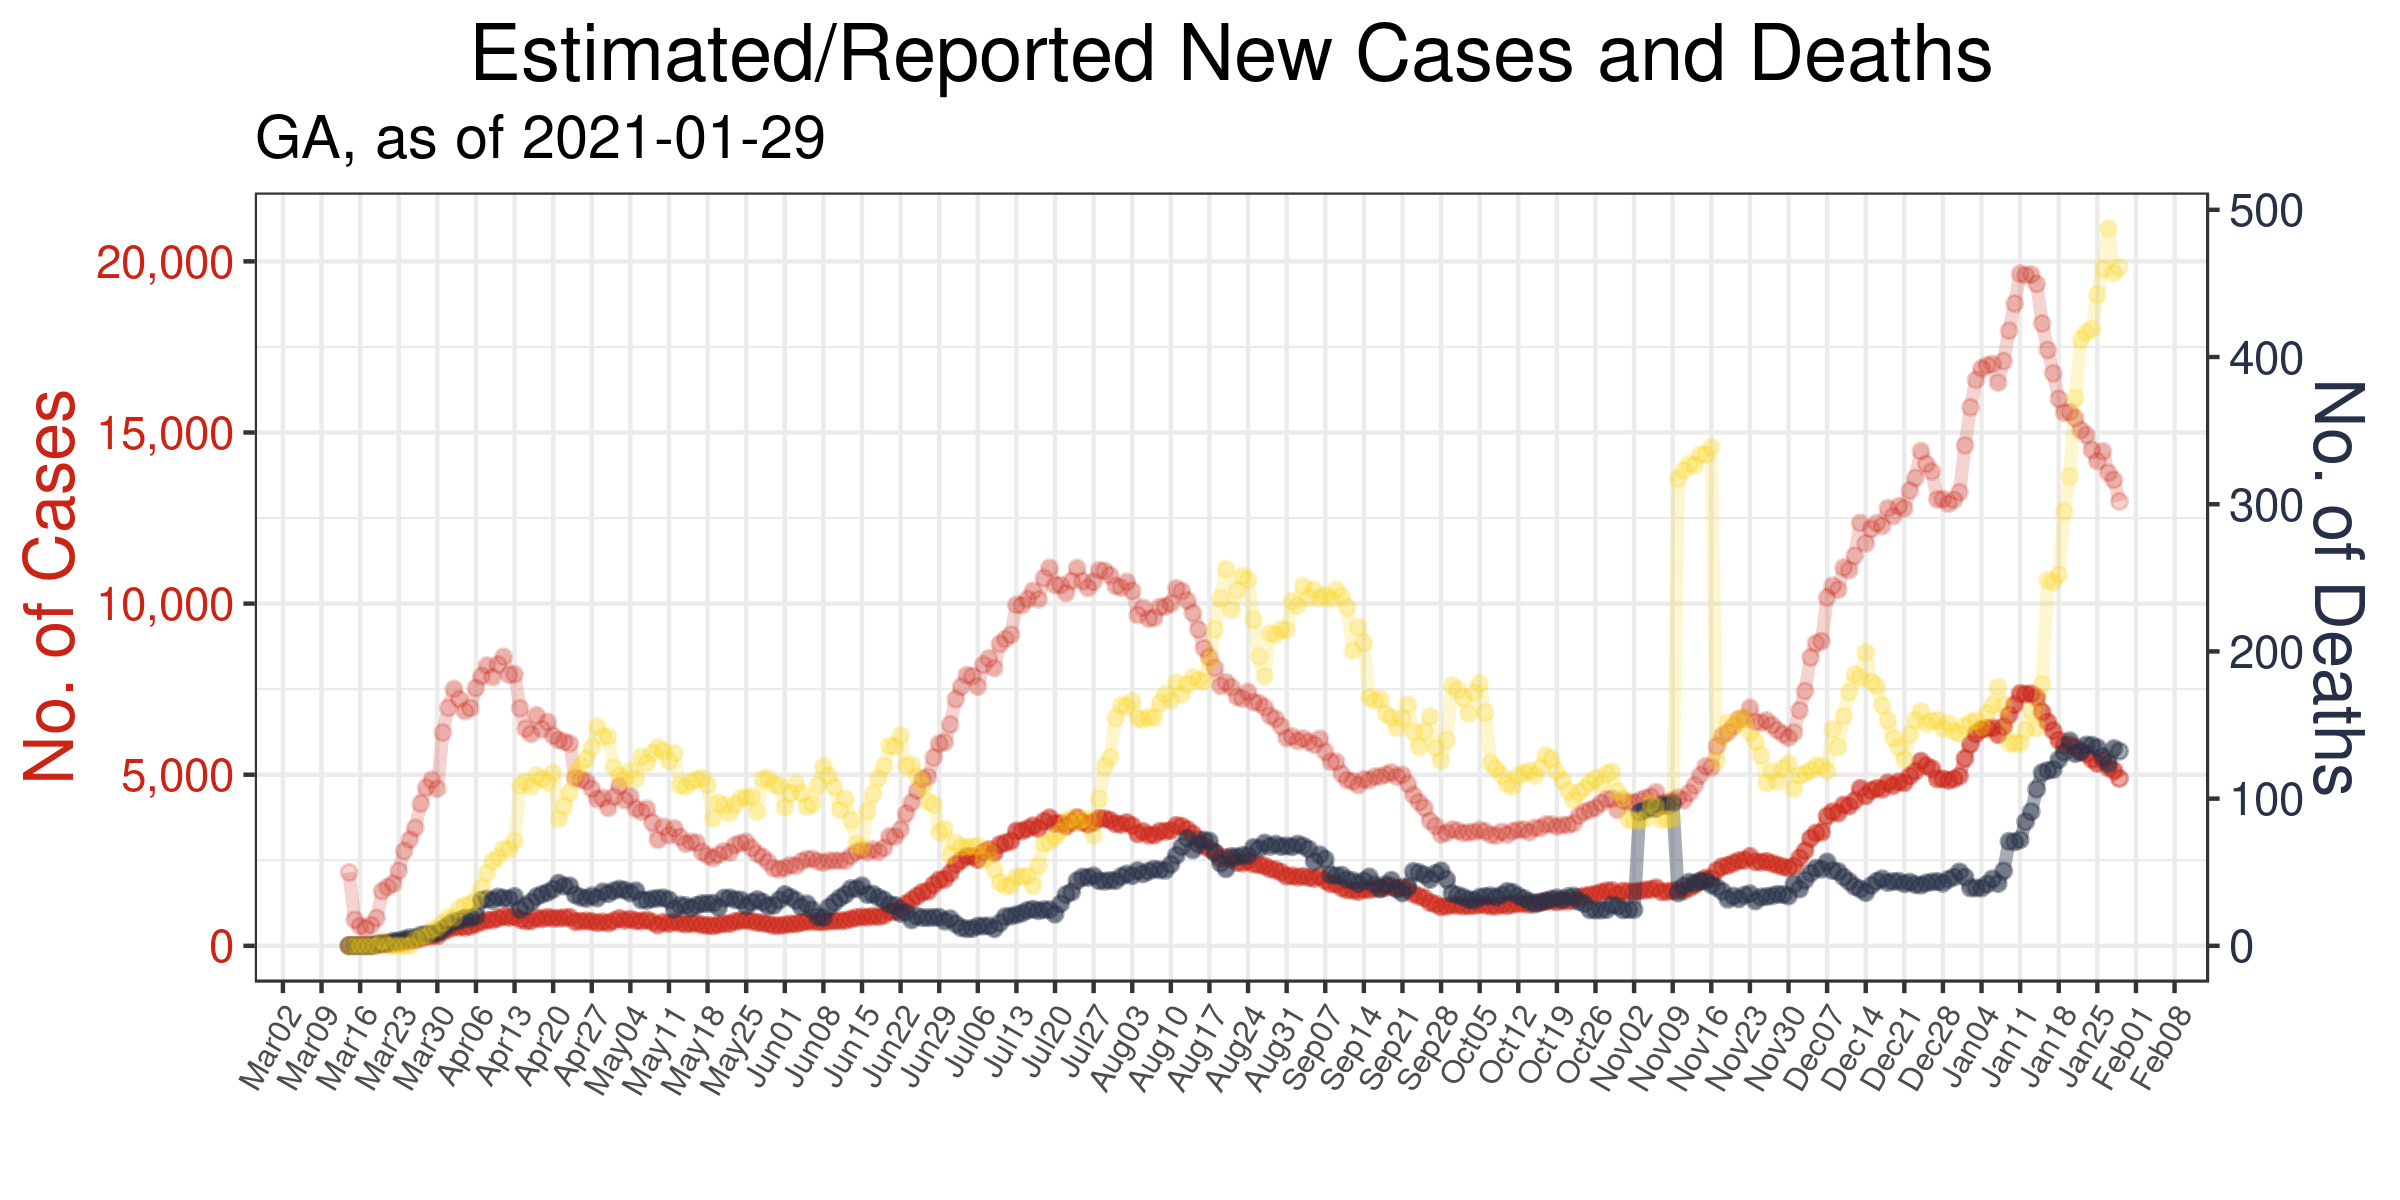 Estimated/Reported New Cases and Deaths
GA, as of 2021-01-29
No. of Cases
20,000
15,000
10,000
5,000
0
500
400
300
200
100
0
No. of Deaths
Mar02
Mar09
Mar16
Mar23
Mar30
Apr06
Apr13
Apr20
Apr27
May04
May11
May18
May25
Jun01
Jun08
Jun15
Jun22
Jun29
Jul06
Jul13
Jul20
Jul27
Aug03
Aug10
Aug17
Aug24
Aug31
Sep07
Sep14
Sep21
Sep28
Oct05
Oct12
Oct19
Oct26
Nov02
Nov09
Nov16
Nov23
Nov30
Dec07
Dec14
Dec21
Dec28
Jan04
Jan11
Jan18
Jan25
Feb01
Feb08